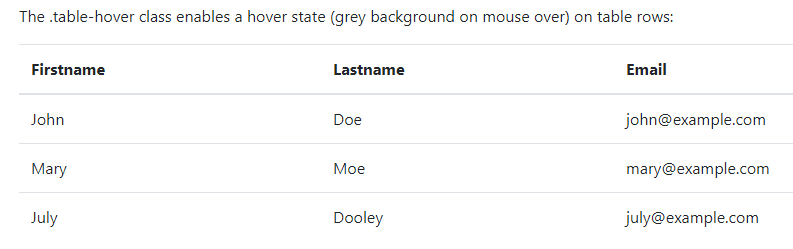 The .table-hover class enables a hover state (grey background on mouse over) on table rows:
Firstname Lastname Email
John Doe john@example.com
Mary Moe mary@example.com
July Dooley july@example.com